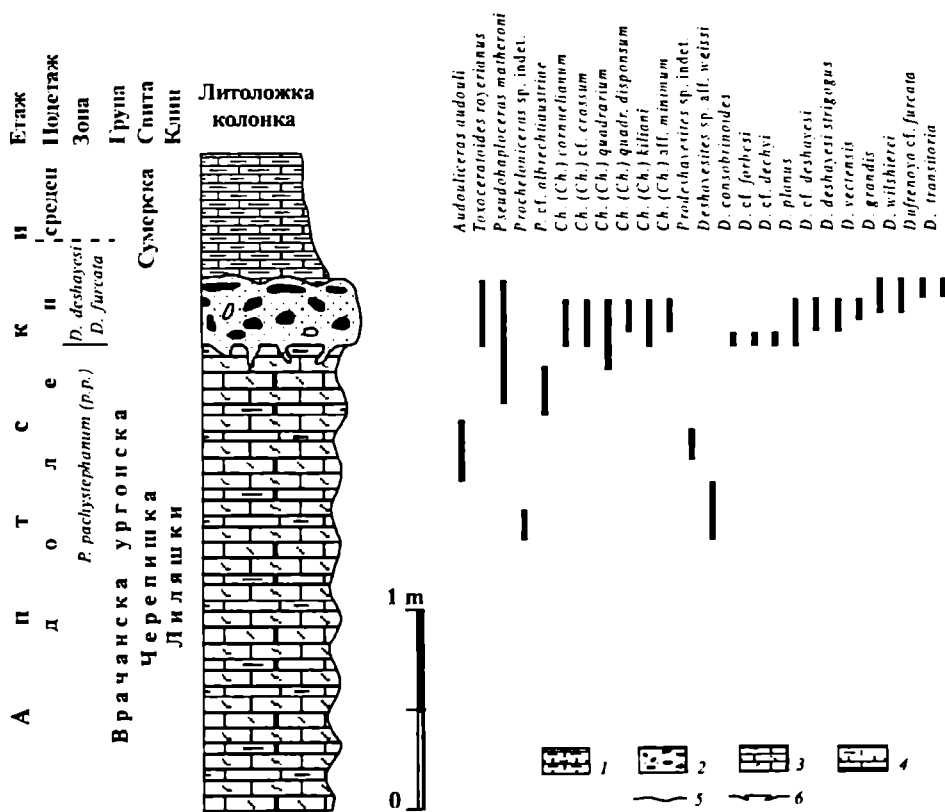 Етаж
Подетаж
Зона
Група
Свита
Клин
Литоложка
колонка
Аптски
долен
среден
P. pachystephanum (p.p.)
D. deshayesi
D. furcata
Врачанска ургонска
Черепишка
Сумерска
Лиляшки
Audouliceras audouli
Toxoceratoides royerianus
Pseudohaploceras matheroni
Procheloniceras sp. indet.
P. cf. albrechtiaustriae
Ch. (Ch.) cornuelianum
Ch. (Ch.) cf. crassum
Ch. (Ch.) quadrarium
Ch. (Ch.) quadr. disponsum
Ch. (Ch.) kiliani
Ch. (Ch.) aff. minimum
Prodeshayesites sp. indet.
Deshayesites sp. aff. weissi
D. consobrinoides
D. cf. forbesi
D. cf. dechyi
D. planus
D. cf. deshayesi
D. deshayesi strigogus
D. vectensis
D. grandis
D. wilshierei
Dufrenoya cf. furcata
D. transitoria
1 m
0
1
2
3
4
5
6